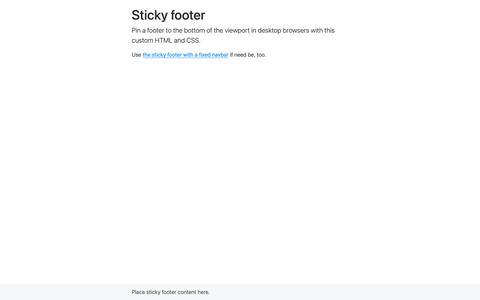 Sticky footer
Pin a footer to the bottom of the viewport in desktop browsers with this
custom HTML and CSS.
Use the sticky footer with a fixed navbar if need be, too.
Place sticky footer content here.